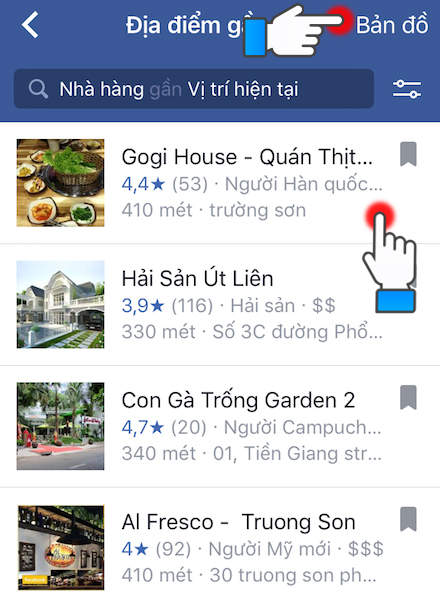 Địa điểm g
Bản đồ
Nhà hàng gần Vị trí hiện tại
Gogi House - Quán Thịt...
4,4★ (53) · Người Hàn quốc...
410 mét · trường sơn
Hải Sản Út Liên
3,9★ (116) · Hải sản · $$
330 mét · Số 3C đường Phổ...
Con Gà Trống Garden 2
4,7★ (20) · Người Campuch...
340 mét · 01, Tiền Giang str...
Al Fresco - Truong Son
4★ (92) · Người Mỹ mới · $$$
410 mét · 30 truong son ph...